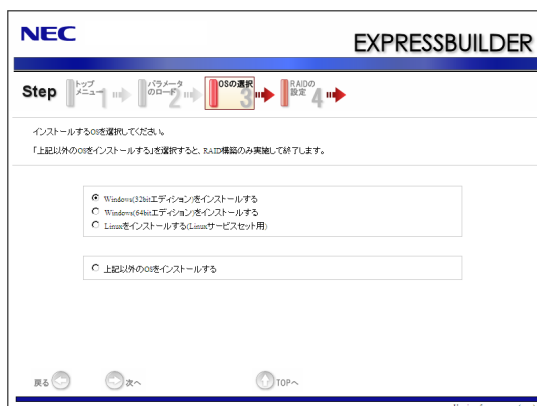 NEC
EXPRESSBUILDER
Step
トップメニュー 1
パラメータのロード 2
OSの選択 3
RAIDの設定 4
インストールするOSを選択してください。
「上記以外のOSをインストールする」を選択すると、RAID構築のみ実施して終了します。
Windows(32bitエディション)をインストールする
Windows(64bitエディション)をインストールする
Linuxをインストールする(Linuxサービスセット用)
上記以外のOSをインストールする
戻る
次へ
TOPへ